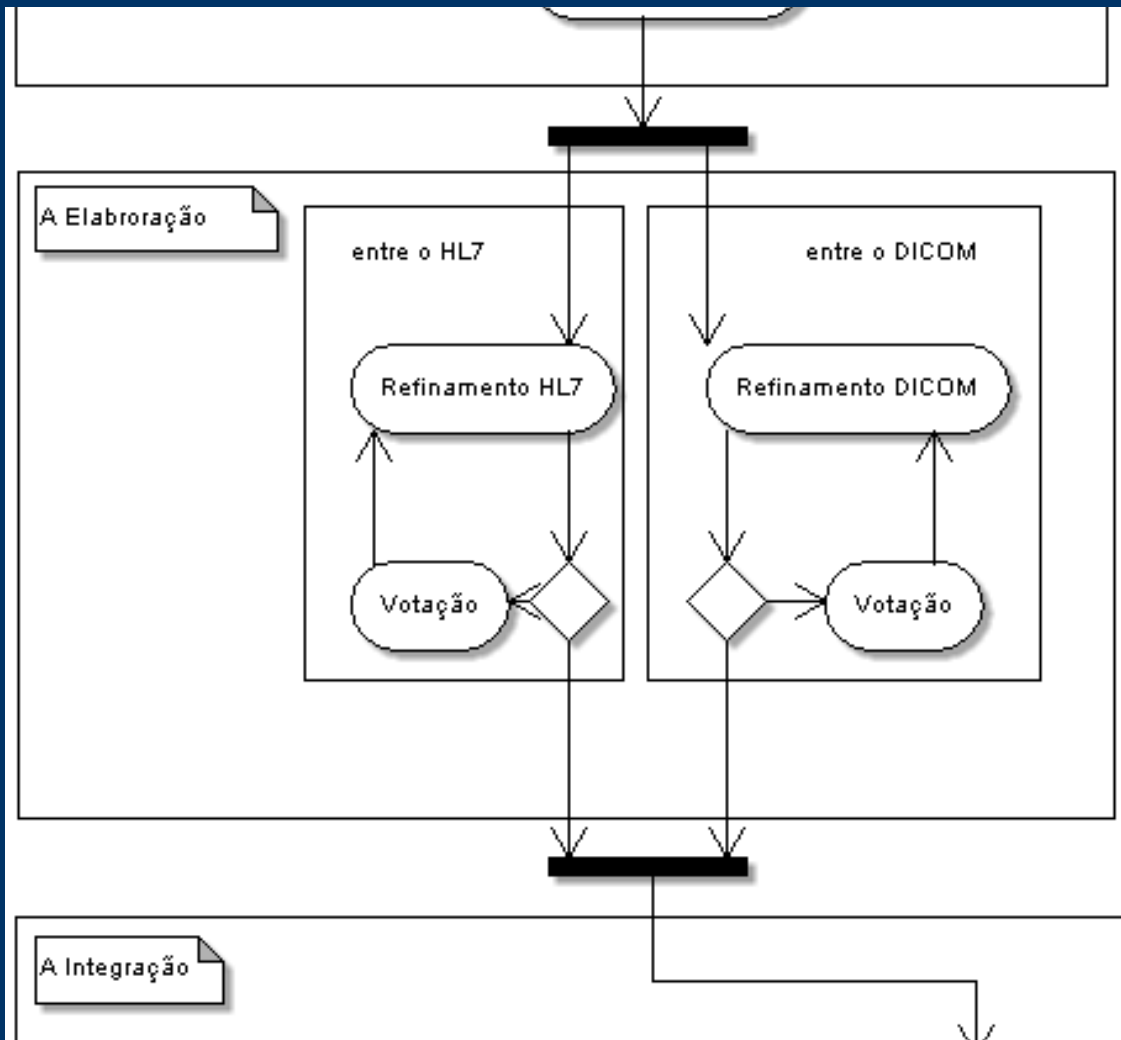 A Elabroração
entre o HL7
entre o DICOM
Refinamento HL7
Refinamento DICOM
Votação
Votação
A Integração